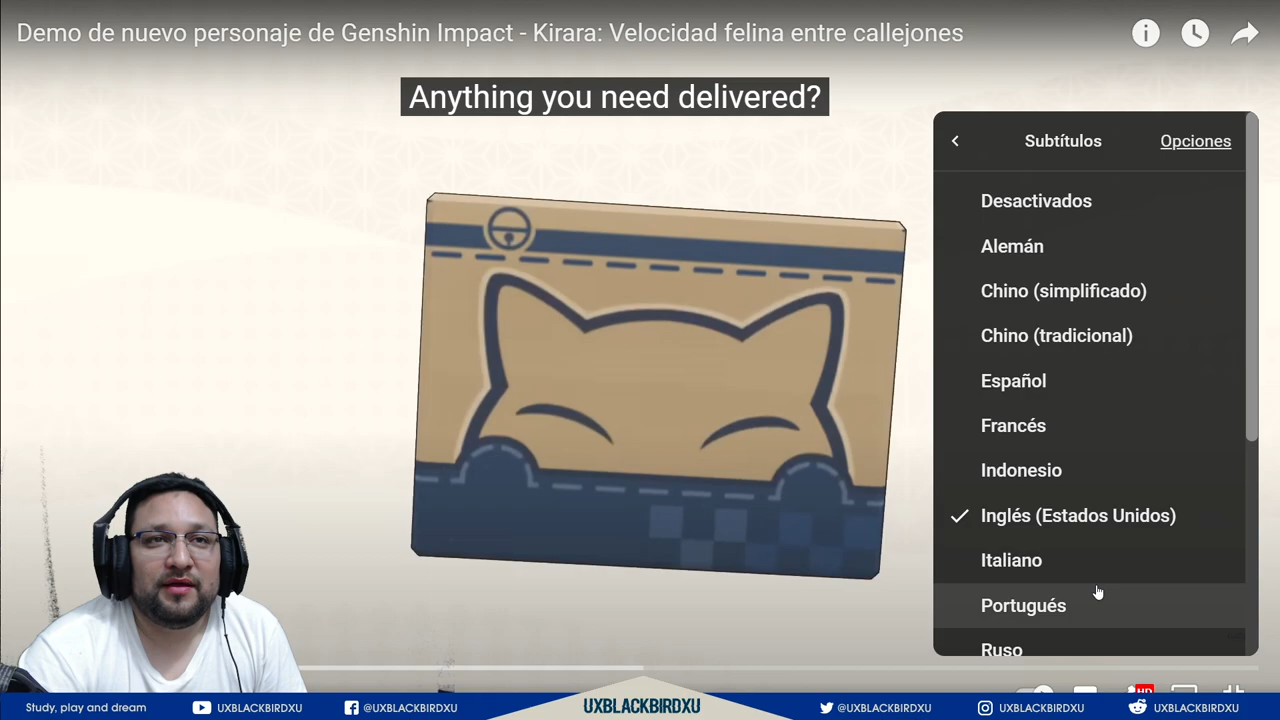 Demo de nuevo personaje de Genshin Impact - Kirara: Velocidad felina entre callejones
Anything you need delivered?
Subtítulos
Opciones
Desactivados
Alemán
Chino (simplificado)
Chino (tradicional)
Español
Francés
Indonesio
Inglés (Estados Unidos)
Italiano
Portugués
Ruso
HD
Study, play and dream
UXBLACKBIRDXU
@UXBLACKBIRDXU
UXBLACKBIRDXU
@UXBLACKBIRDXU
UXBLACKBIRDXU
UXBLACKBIRDXU